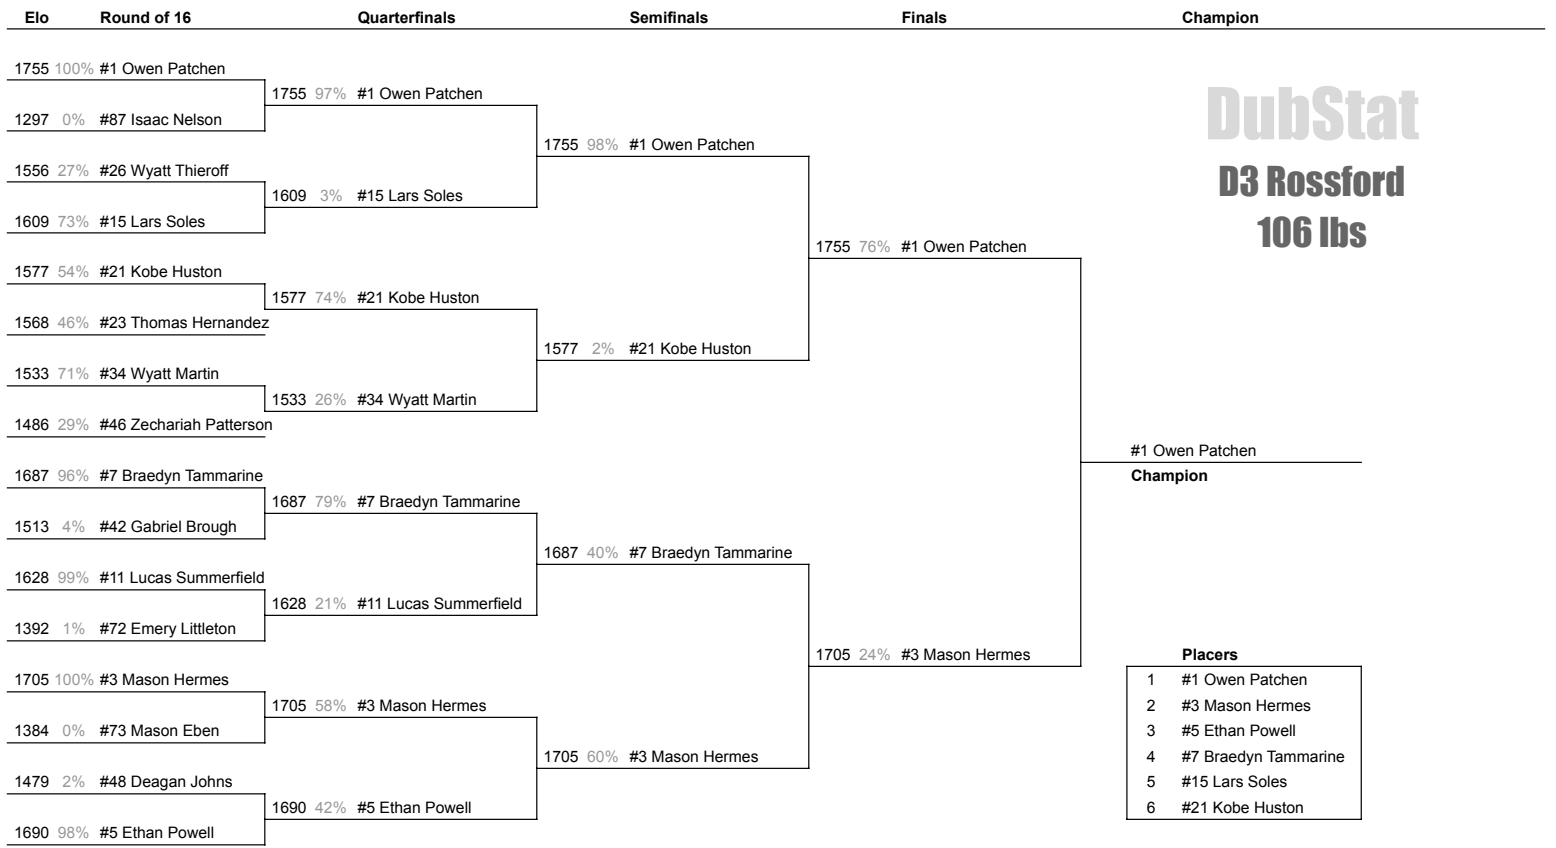 Elo Round of 16 Quarterfinals Semifinals Finals Champion
1755 100% #1 Owen Patchen
1755 97% #1 Owen Patchen
1297 0% #87 Isaac Nelson
1755 98% #1 Owen Patchen
1556 27% #26 Wyatt Thieroff
1609 3% #15 Lars Soles
1609 73% #15 Lars Soles
1755 76% #1 Owen Patchen
1577 54% #21 Kobe Huston
1577 74% #21 Kobe Huston
1568 46% #23 Thomas Hernandez
1577 2% #21 Kobe Huston
1533 71% #34 Wyatt Martin
1533 26% #34 Wyatt Martin
1486 29% #46 Zechariah Patterson
#1 Owen Patchen
Champion
1687 96% #7 Braedyn Tammarine
1687 79% #7 Braedyn Tammarine
1513 4% #42 Gabriel Brough
1687 40% #7 Braedyn Tammarine
1628 99% #11 Lucas Summerfield
1628 21% #11 Lucas Summerfield
1392 1% #72 Emery Littleton
1705 24% #3 Mason Hermes
1705 100% #3 Mason Hermes
1705 58% #3 Mason Hermes
1384 0% #73 Mason Eben
1705 60% #3 Mason Hermes
1479 2% #48 Deagan Johns
1690 42% #5 Ethan Powell
1690 98% #5 Ethan Powell
DubStat
D3 Rossford
106 lbs
Placers
1 #1 Owen Patchen
2 #3 Mason Hermes
3 #5 Ethan Powell
4 #7 Braedyn Tammarine
5 #15 Lars Soles
6 #21 Kobe Huston